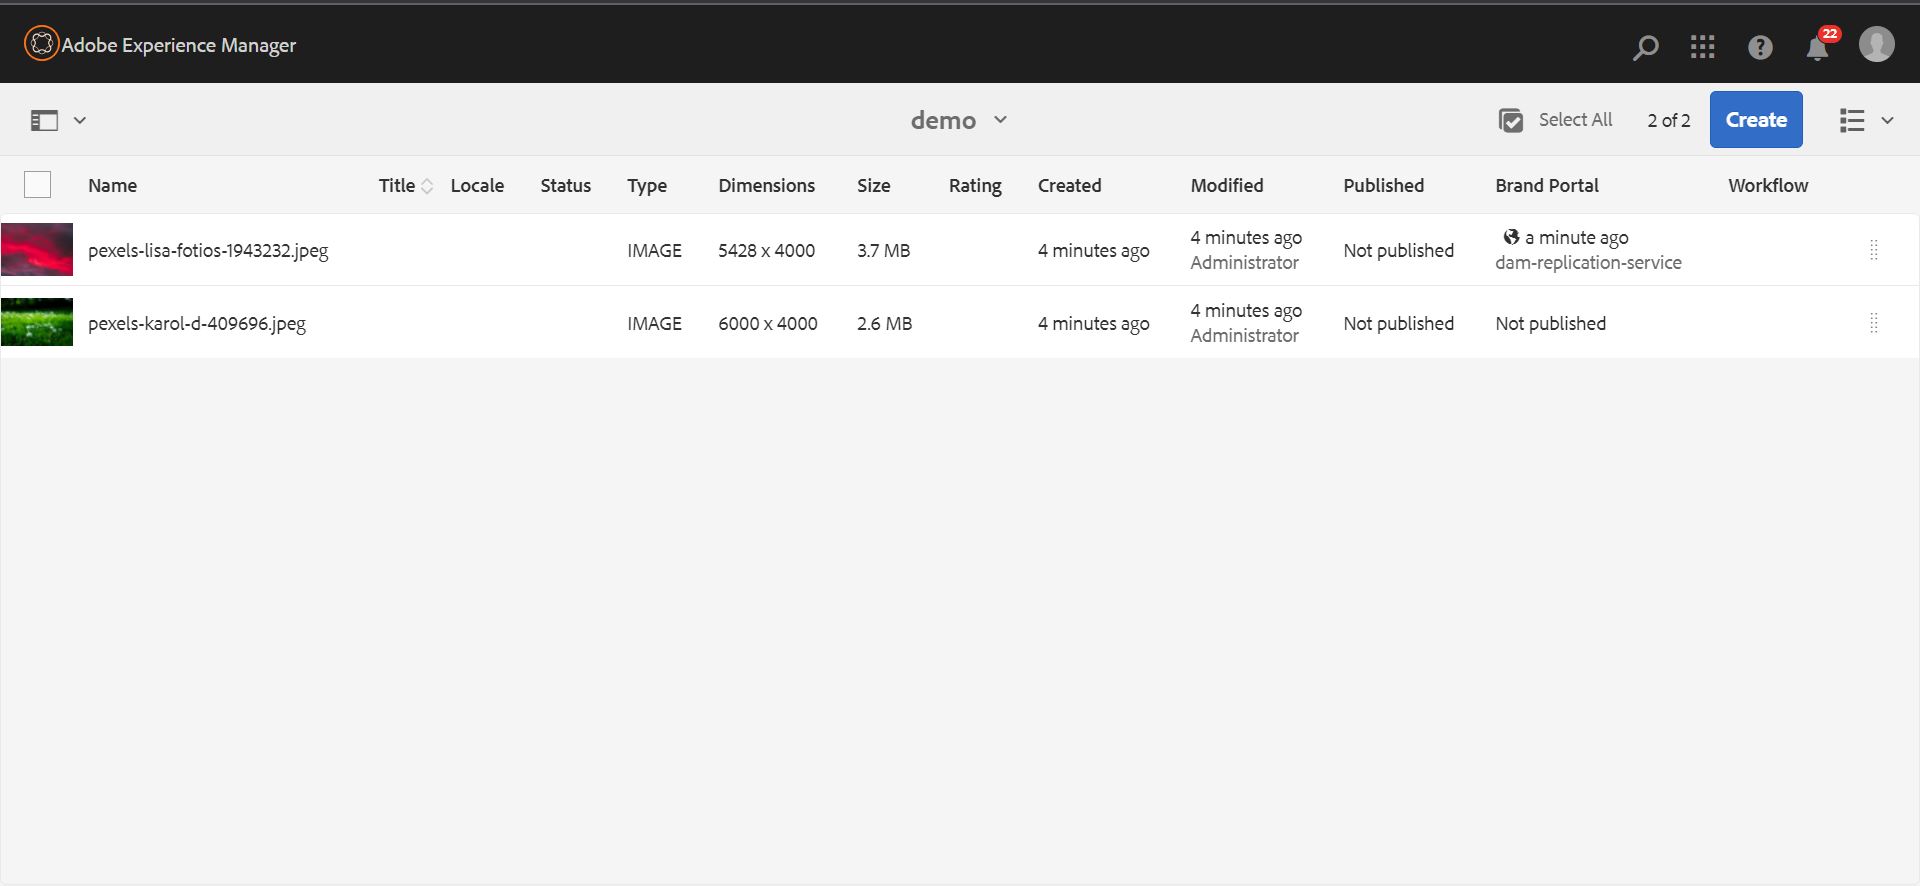 Adobe Experience Manager
22
demo
Select All
2 of 2
Create
Name Title Locale Status Type Dimensions Size Rating Created Modified Published Brand Portal Workflow
pexels-lisa-fotios-1943232.jpeg IMAGE 5428 x 4000 3.7 MB 4 minutes ago 4 minutes ago Not published a minute ago
Administrator dam-replication-service
pexels-karol-d-409696.jpeg IMAGE 6000 x 4000 2.6 MB 4 minutes ago 4 minutes ago Not published Not published
Administrator